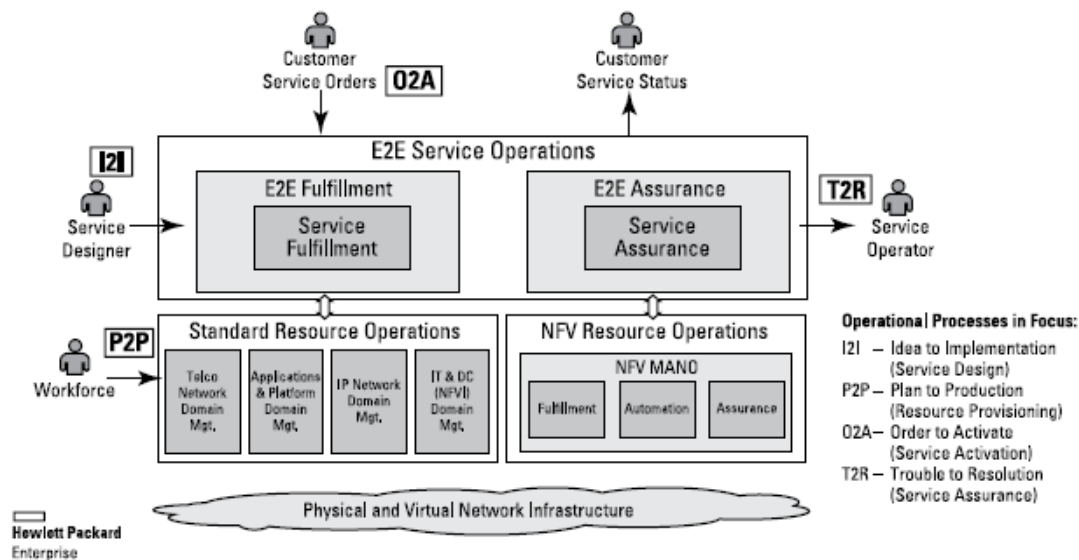 Customer
Service Orders
O2A
Customer
Service Status
E2E Service Operations
I2I
Service
Designer
E2E Fulfillment
Service
Fulfillment
E2E Assurance
Service
Assurance
T2R
Service
Operator
P2P
Workforce
Standard Resource Operations
Telco
Network
Domain
Mgt.
Applications
& Platform
Domain
Mgt.
IP Network
Domain
Mgt.
IT & DC
(NFVI)
Domain
Mgt.
NFV Resource Operations
NFV MANO
Fulfillment
Automation
Assurance
Operational Processes in Focus:
I2I – Idea to Implementation
(Service Design)
P2P – Plan to Production
(Resource Provisioning)
O2A – Order to Activate
(Service Activation)
T2R – Trouble to Resolution
(Service Assurance)
Physical and Virtual Network Infrastructure
Hewlett Packard
Enterprise